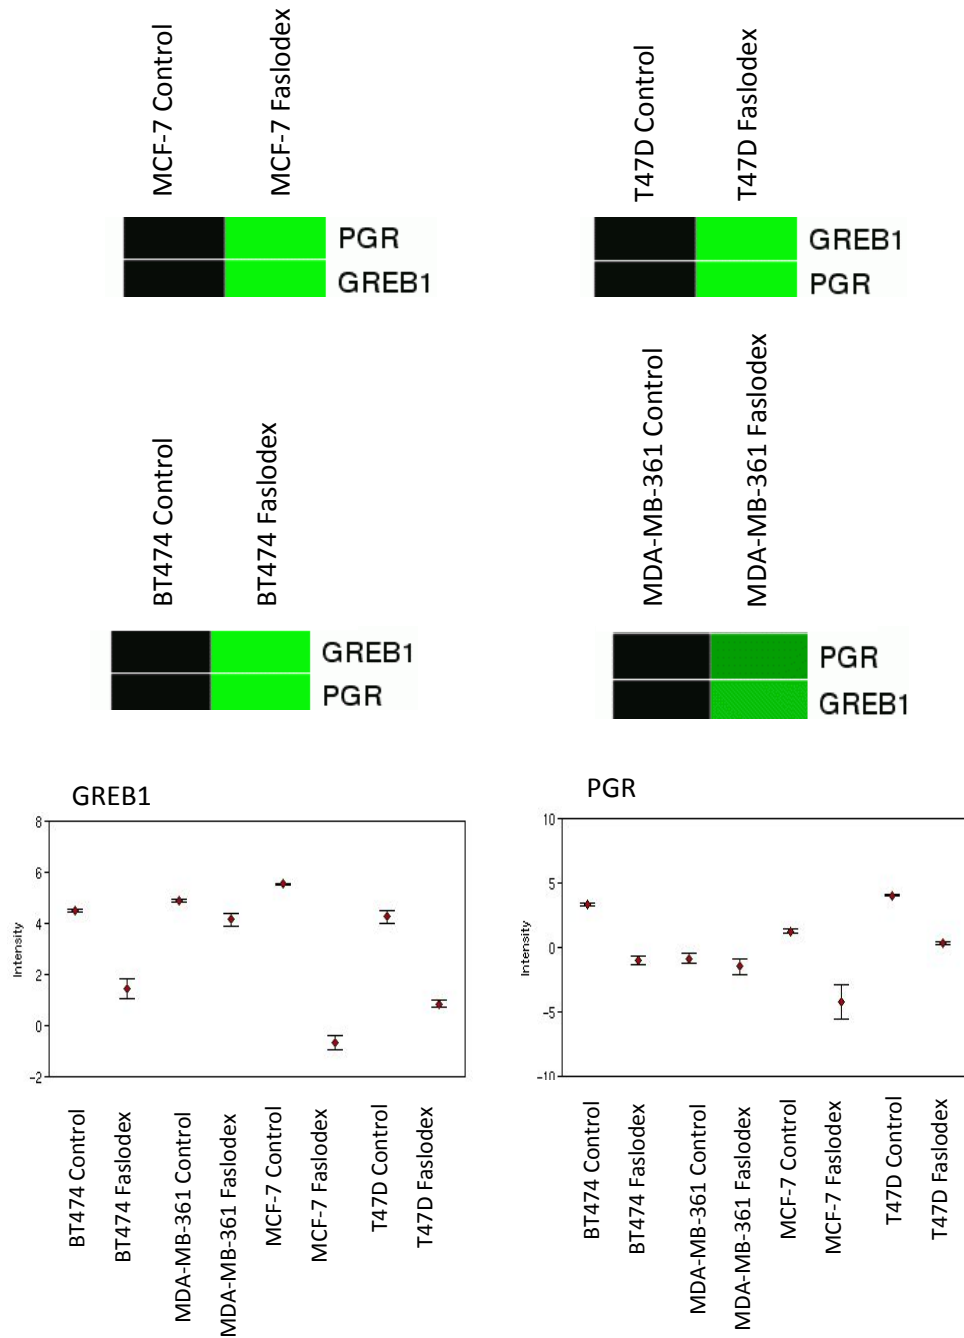 MCF-7 Control
MCF-7 Faslodex
PGR
GREB1
T47D Control
T47D Faslodex
GREB1
PGR
BT474 Control
BT474 Faslodex
GREB1
PGR
MDA-MB-361 Control
MDA-MB-361 Faslodex
PGR
GREB1
GREB1
8
6
4
2
0
-2
Intensity
BT474 Control
BT474 Faslodex
MDA-MB-361 Control
MDA-MB-361 Faslodex
MCF-7 Control
MCF-7 Faslodex
T47D Control
T47D Faslodex
PGR
10
5
0
-5
-10
Intensity
BT474 Control
BT474 Faslodex
MDA-MB-361 Control
MDA-MB-361 Faslodex
MCF-7 Control
MCF-7 Faslodex
T47D Control
T47D Faslodex